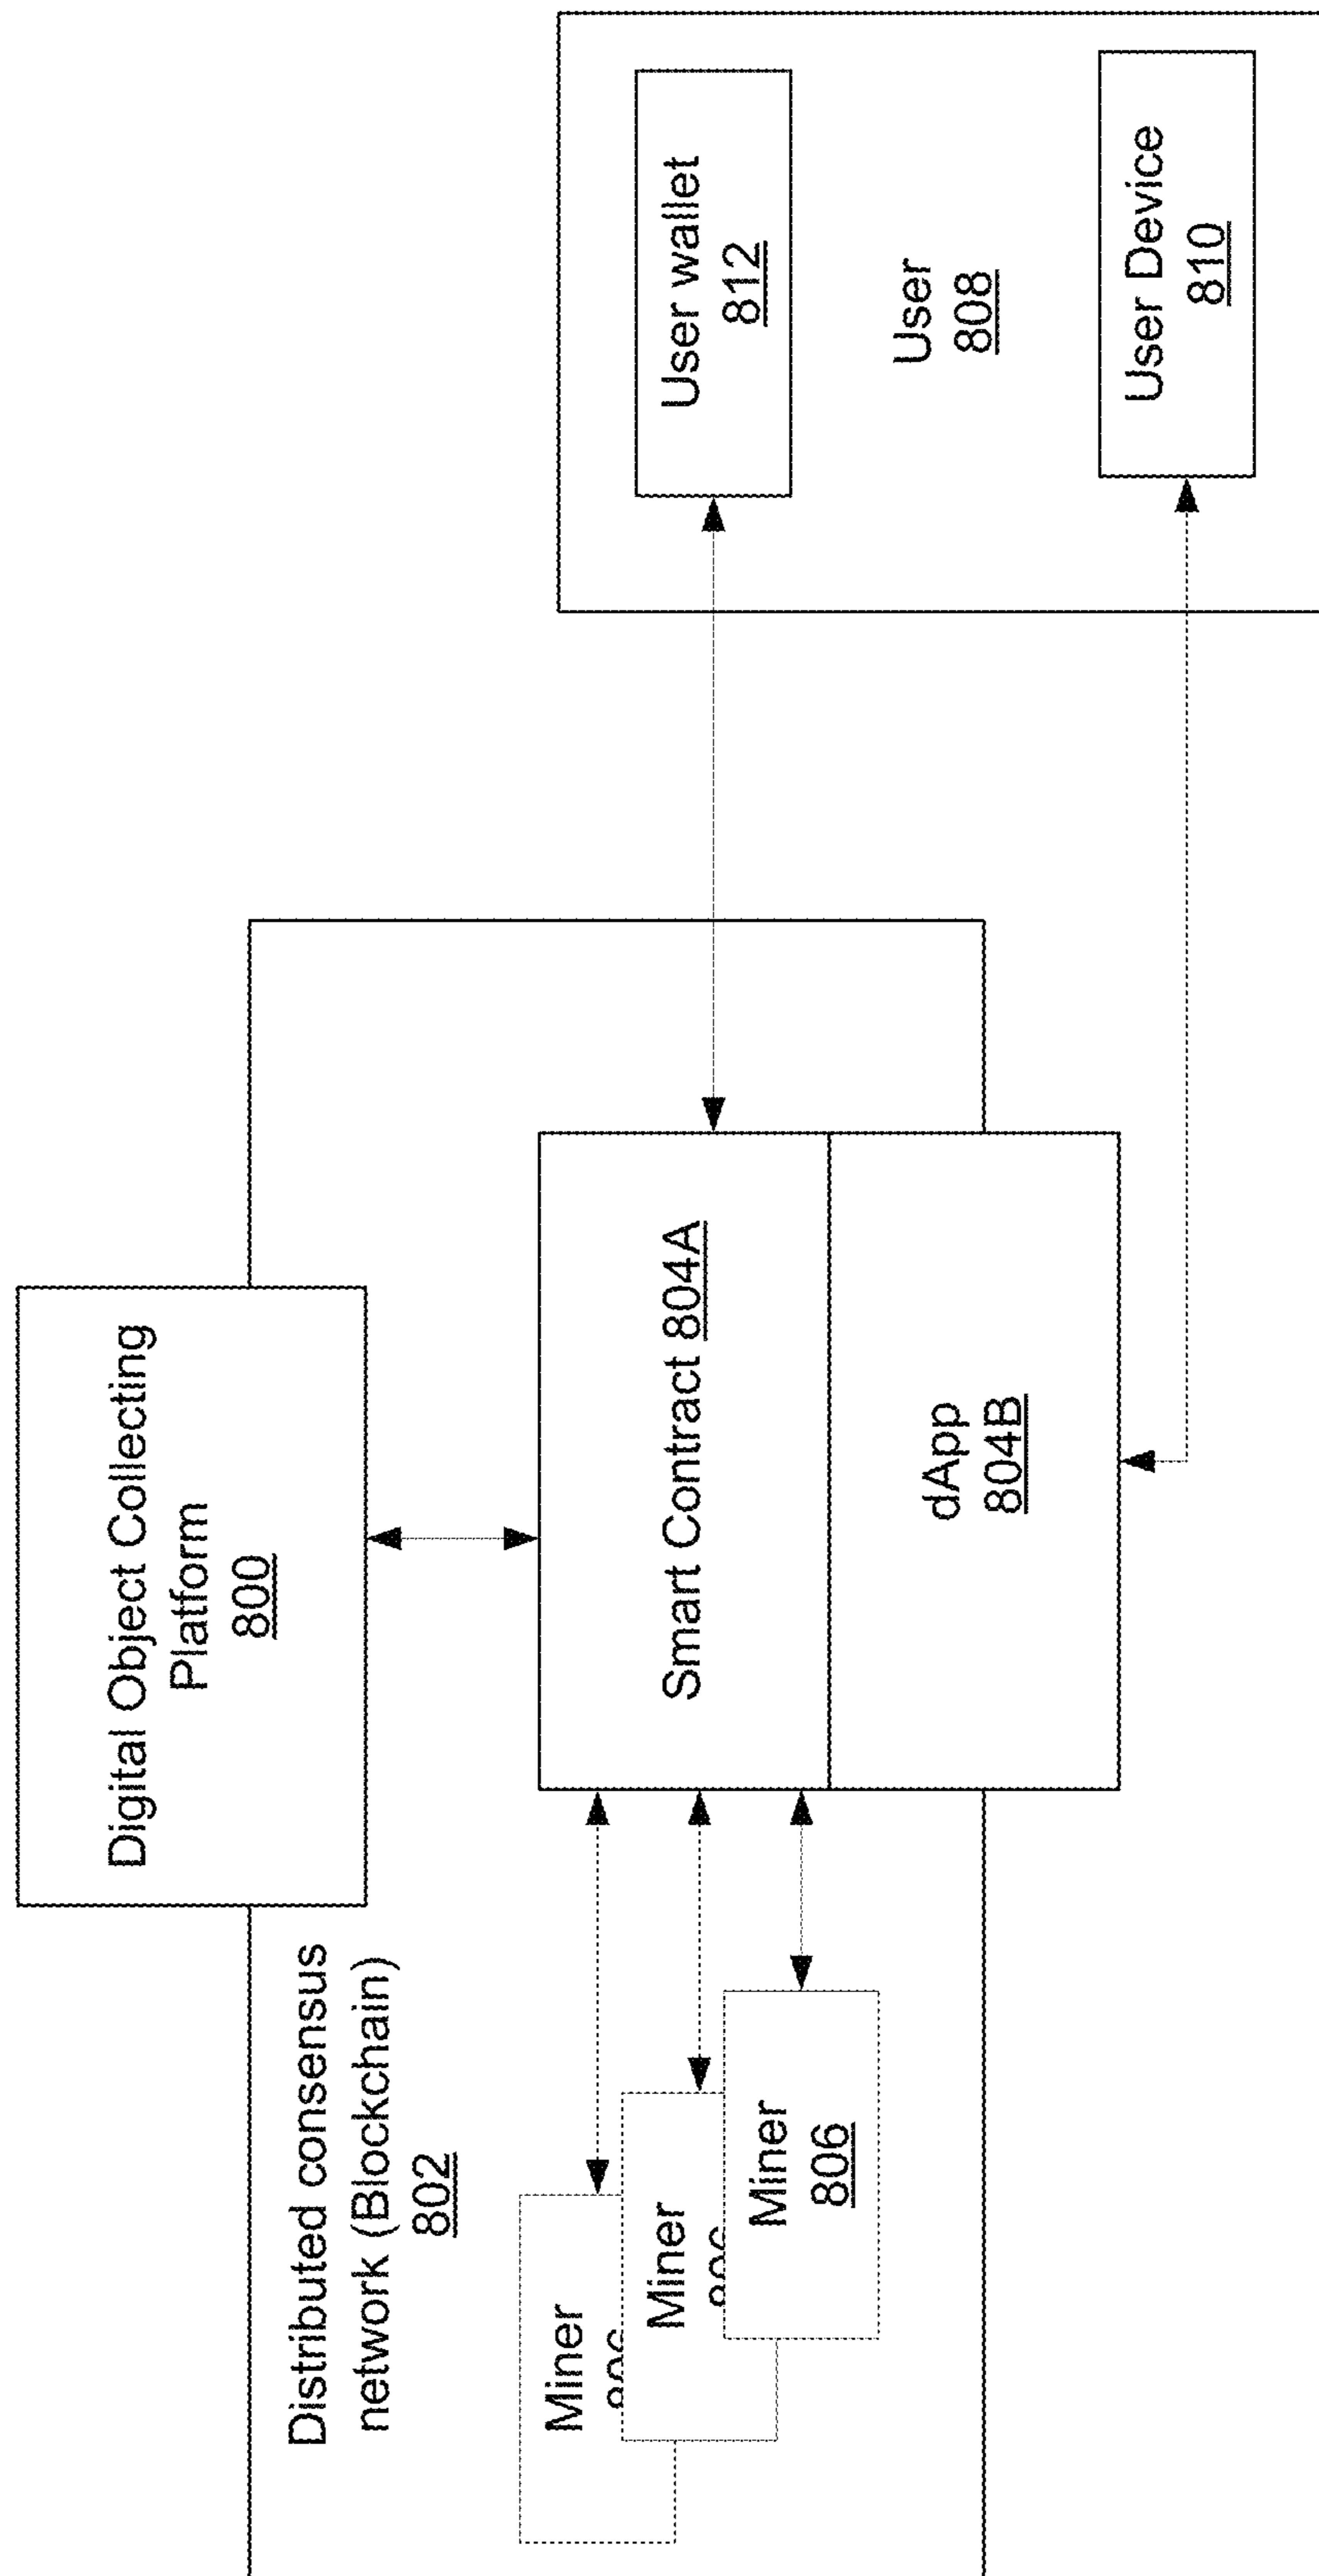 Digital Object Collecting
Platform
800
Distributed consensus
network (Blockchain)
802
Miner
Miner
Miner
806
Smart Contract 804A
dApp
804B
User wallet
812
User
808
User Device
810